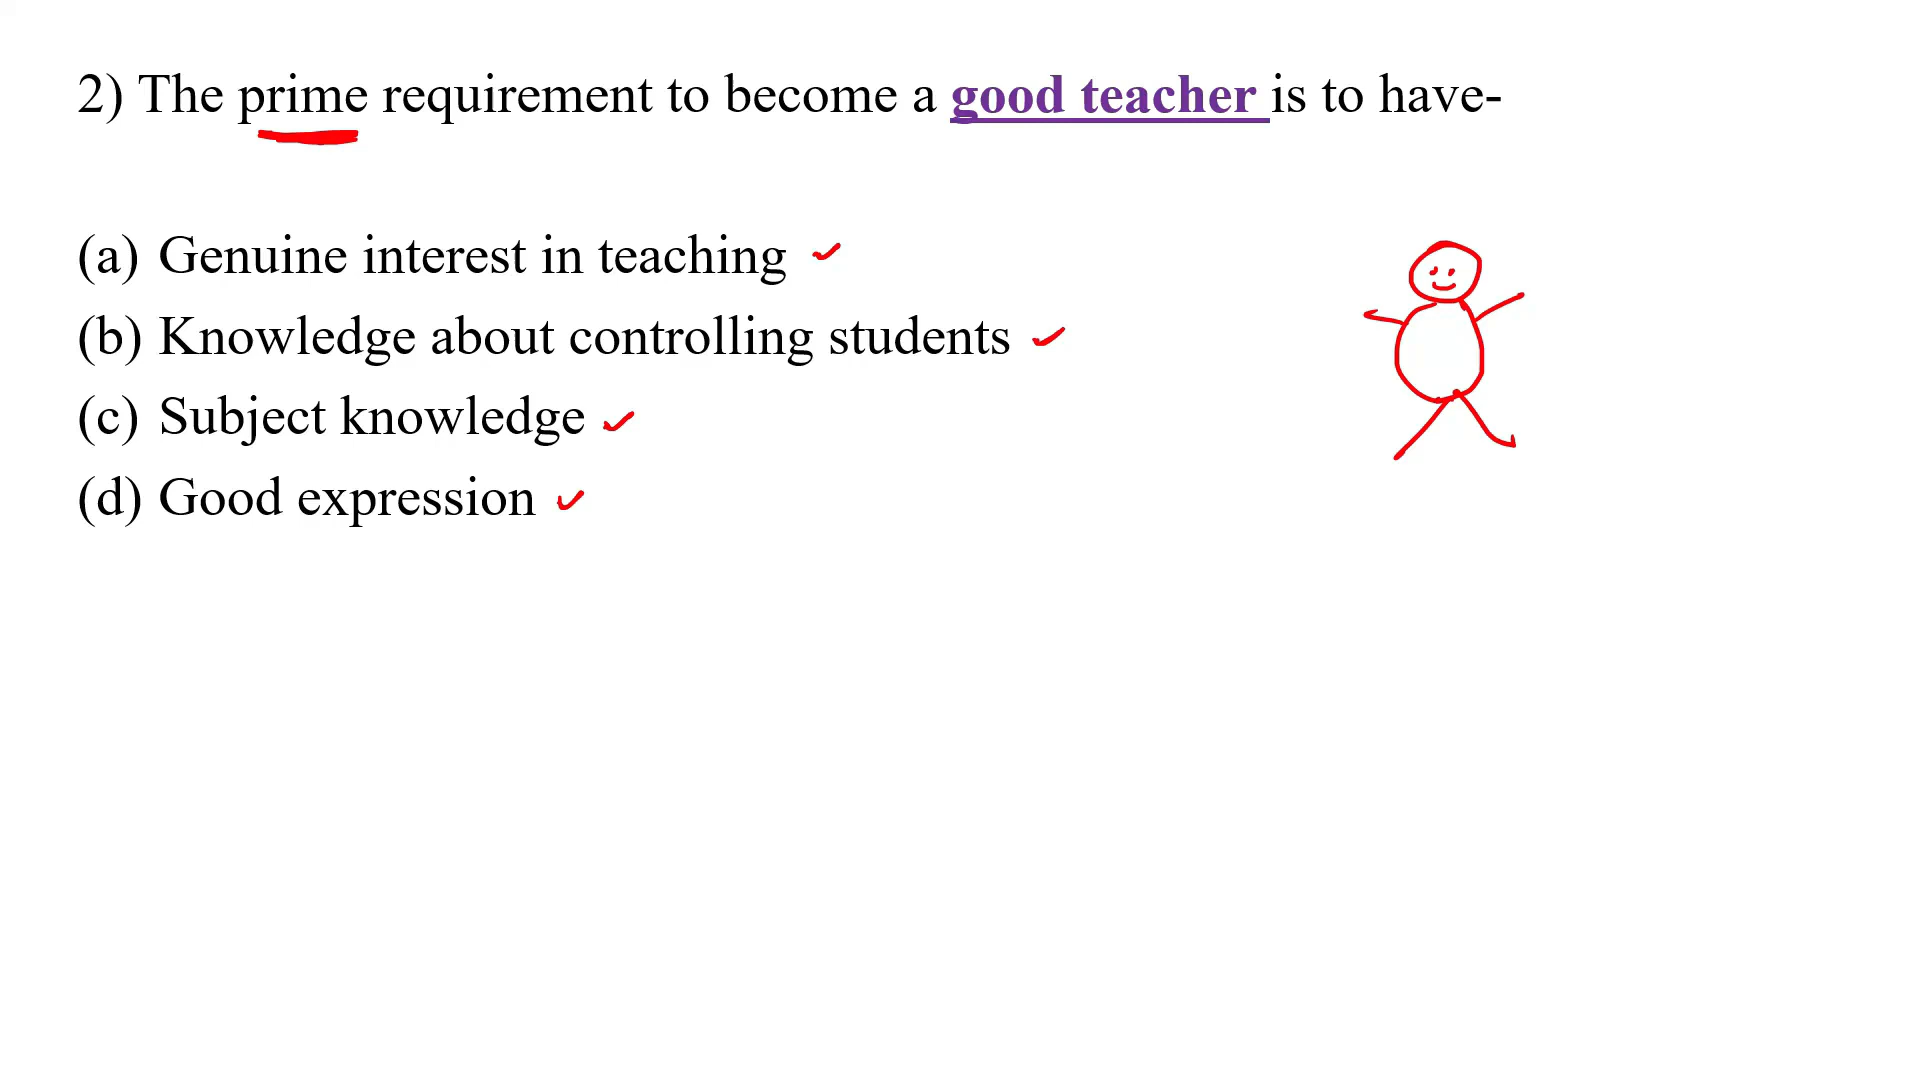 2) The prime requirement to become a good teacher is to have-
(a) Genuine interest in teaching
(b) Knowledge about controlling students
(c) Subject knowledge
(d) Good expression